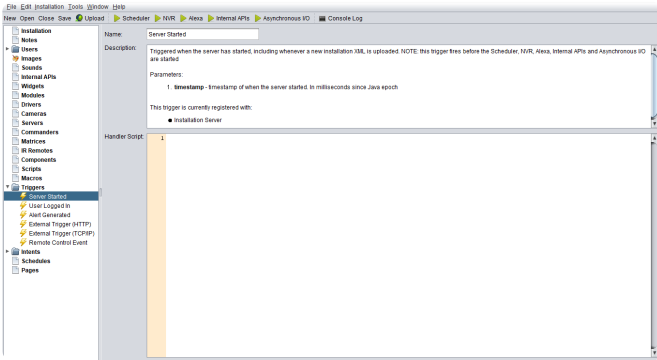 File Edit Installation Tools Window Help
New Open Close Save Upload Scheduler NVR Alexa Internal APIs Asynchronous I/O Console Log
Installation
Notes
Users
Images
Sounds
Internal APIs
Widgets
Modules
Drivers
Cameras
Servers
Commanders
Matrices
IR Remotes
Components
Scripts
Macros
Triggers
Server Started
User Logged In
Alert Generated
External Trigger (HTTP)
External Trigger (TCP/IP)
Remote Control Event
Intents
Schedules
Pages
Name: Server Started
Description: Triggered when the server has started, including whenever a new installation XML is uploaded. NOTE: this trigger fires before the Scheduler, NVR, Alexa, Internal APIs and Asynchronous I/O
are started
Parameters:
1. timestamp - timestamp of when the server started. In milliseconds since Java epoch
This trigger is currently registered with:
● Installation Server
Handler Script: 1